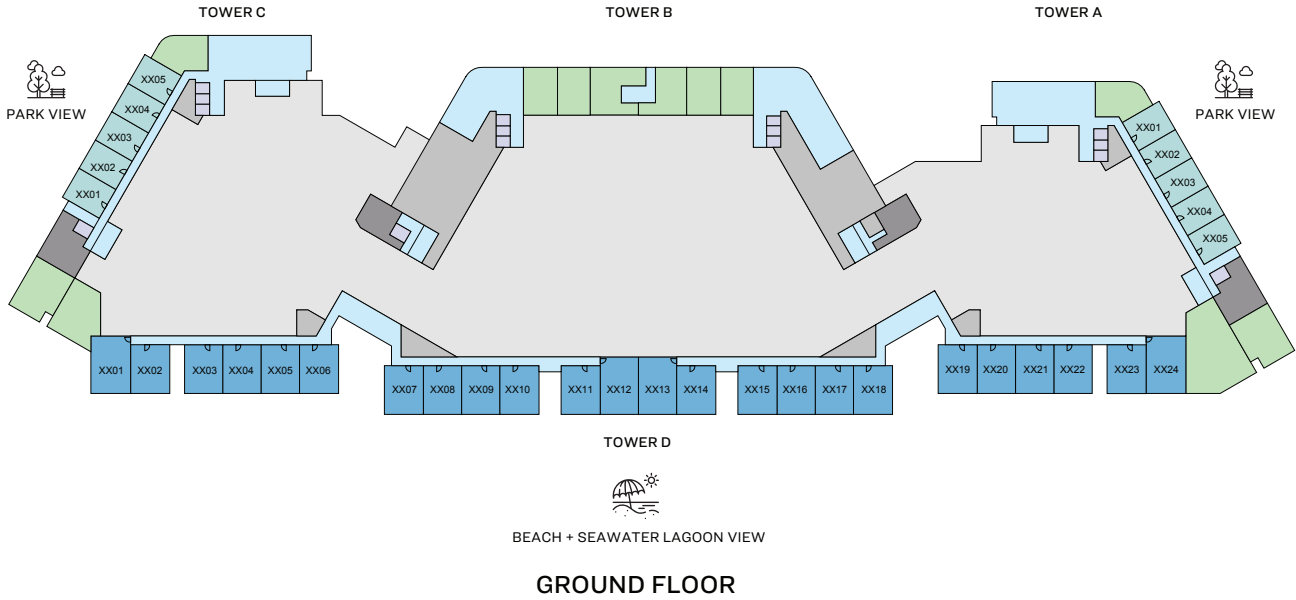 TOWER C
TOWER B
TOWER A
PARK VIEW
PARK VIEW
XX05
XX04
XX03
XX02
XX01
XX01
XX02
XX03
XX04
XX05
XX01
XX02
XX03
XX04
XX05
XX06
XX07
XX08
XX09
XX10
XX11
XX12
XX13
XX14
XX15
XX16
XX17
XX18
XX19
XX20
XX21
XX22
XX23
XX24
TOWER D
BEACH + SEAWATER LAGOON VIEW
GROUND FLOOR